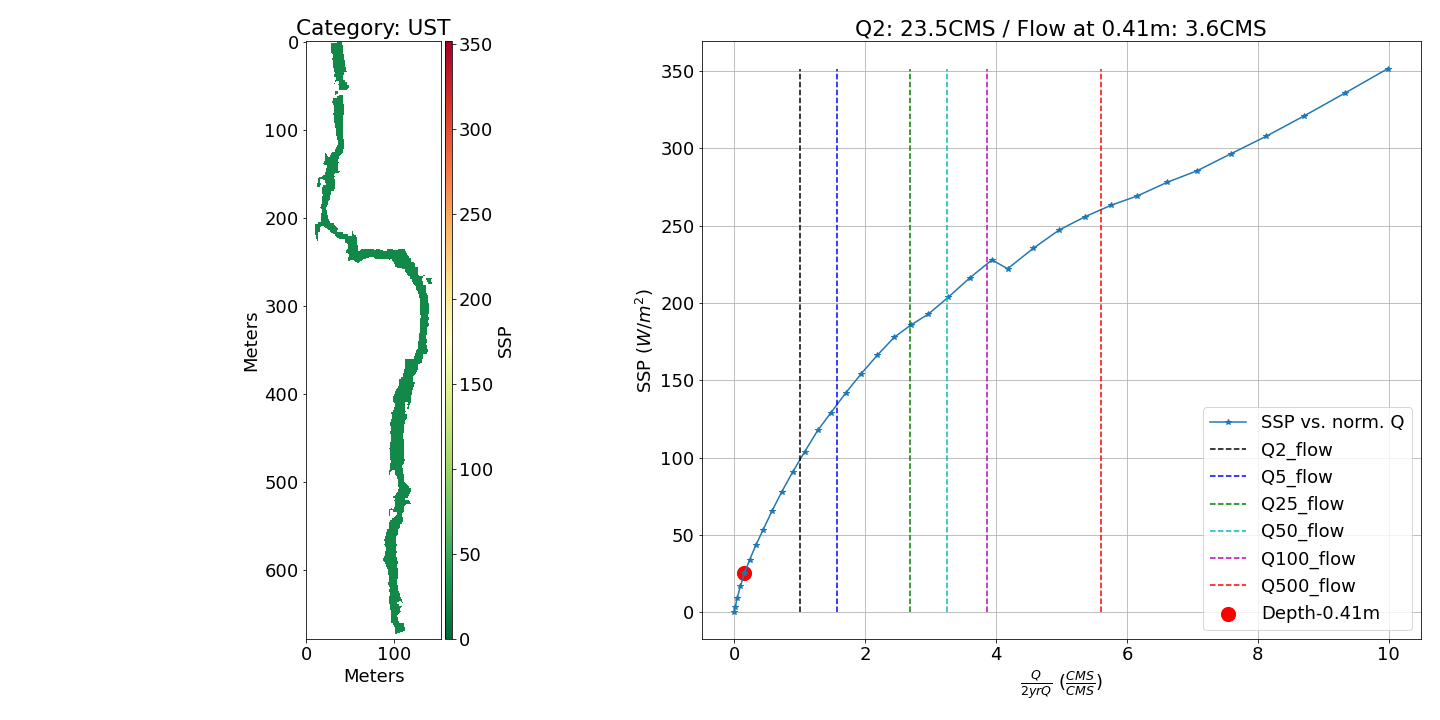 Category: UST
0
100
200
300
400
500
600
Meters
0
100
Meters
350
300
250
200
150
100
50
0
SSP
Q2: 23.5CMS / Flow at 0.41m: 3.6CMS
350
300
250
200
150
100
50
0
SSP (W/m²)
0
2
4
6
8
10
Q/2yrQ (CMS/CMS)
SSP vs. norm. Q
Q2_flow
Q5_flow
Q25_flow
Q50_flow
Q100_flow
Q500_flow
Depth-0.41m